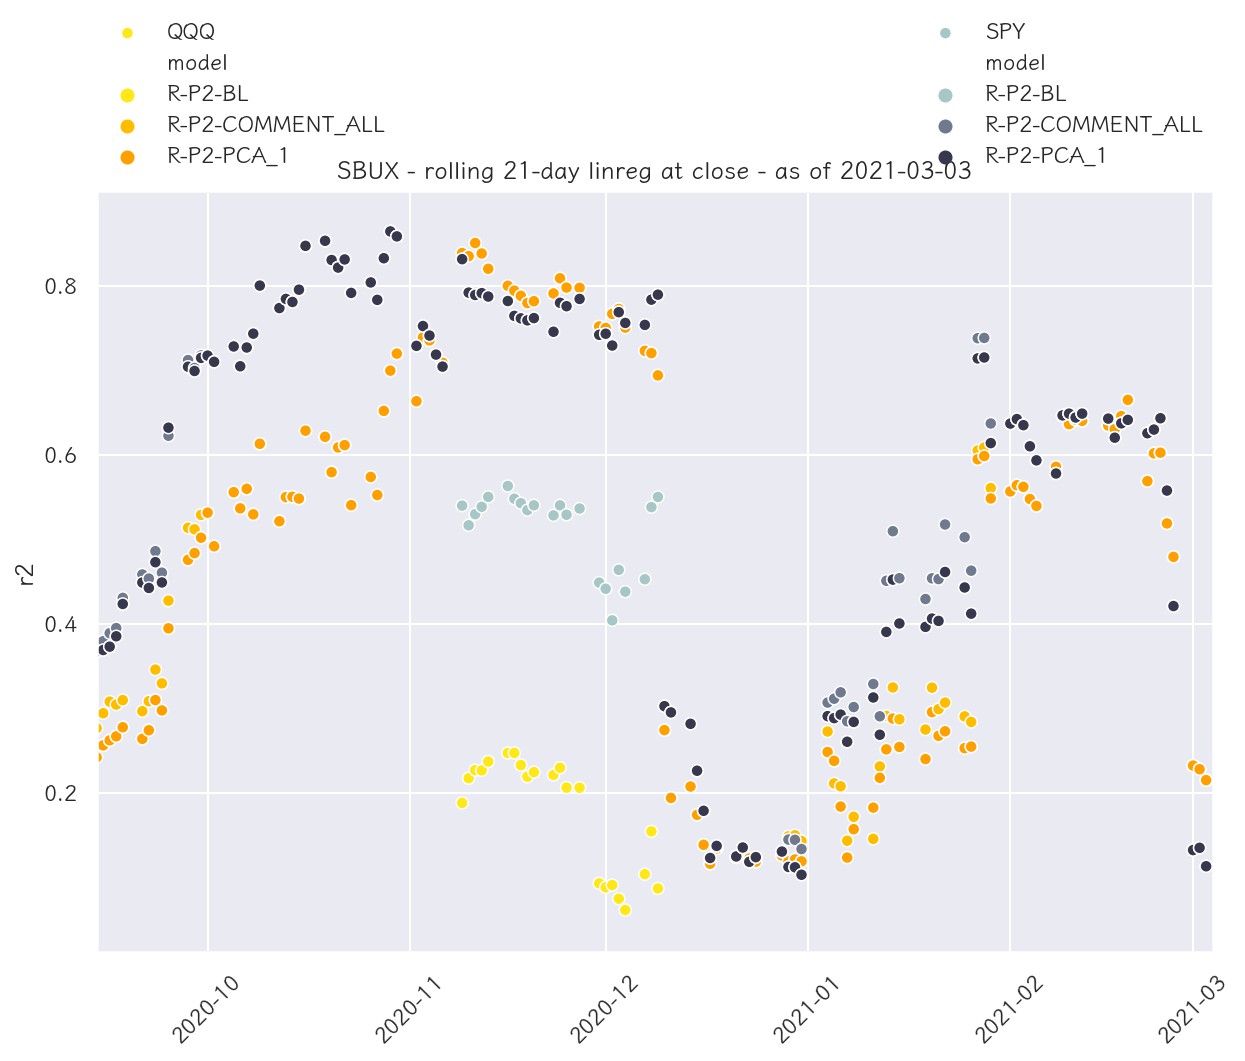 QQQ
model
R-P2-BL
R-P2-COMMENT_ALL
R-P2-PCA_1
SPY
model
R-P2-BL
R-P2-COMMENT_ALL
R-P2-PCA_1
SBUX - rolling 21-day linreg at close - as of 2021-03-03
0.8
0.6
0.4
0.2
r2
2020-10
2020-11
2020-12
2021-01
2021-02
2021-03